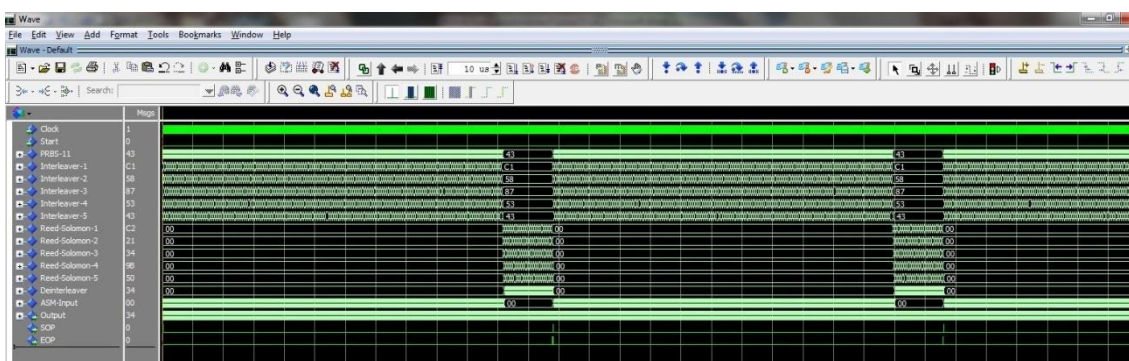 Wave
File Edit View Add Format Tools Bookmarks Window Help
Wave - Default
10 us
Search:
Msgs
Clock 1
Start 0
PRBS-11 43 43 43
Interleaver-1 C1 C1 C1
Interleaver-2 58 58 58
Interleaver-3 87 87 87
Interleaver-4 53 53 53
Interleaver-5 43 43 43
Reed-Solomon-1 C2 00 00 00
Reed-Solomon-2 21 00 00 00
Reed-Solomon-3 34 00 00 00
Reed-Solomon-4 98 00 00 00
Reed-Solomon-5 50 00 00 00
Deinterleaver 34 00 00 00
ASM-Input 00 00 00
Output 34
SOP 0
EOP 0